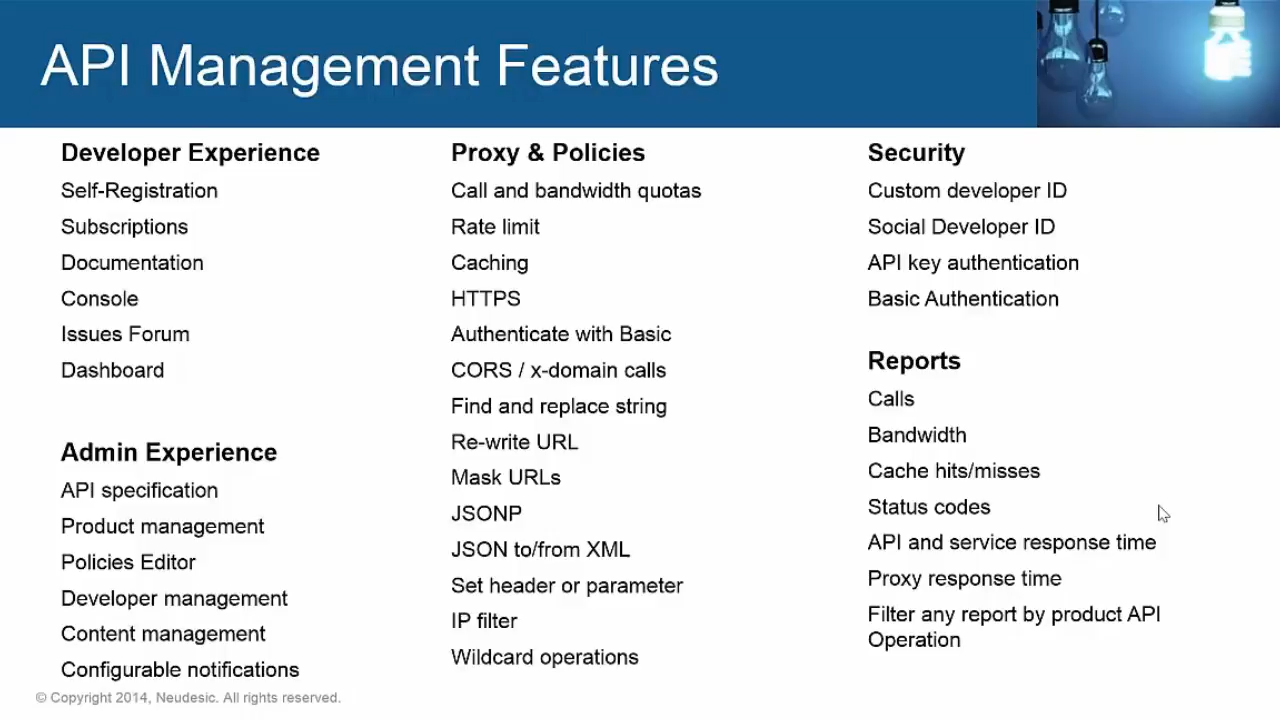 API Management Features
Developer Experience
Self-Registration
Subscriptions
Documentation
Console
Issues Forum
Dashboard
Admin Experience
API specification
Product management
Policies Editor
Developer management
Content management
Configurable notifications
Proxy & Policies
Call and bandwidth quotas
Rate limit
Caching
HTTPS
Authenticate with Basic
CORS / x-domain calls
Find and replace string
Re-write URL
Mask URLs
JSONP
JSON to/from XML
Set header or parameter
IP filter
Wildcard operations
Security
Custom developer ID
Social Developer ID
API key authentication
Basic Authentication
Reports
Calls
Bandwidth
Cache hits/misses
Status codes
API and service response time
Proxy response time
Filter any report by product API
Operation
© Copyright 2014, Neudesic. All rights reserved.